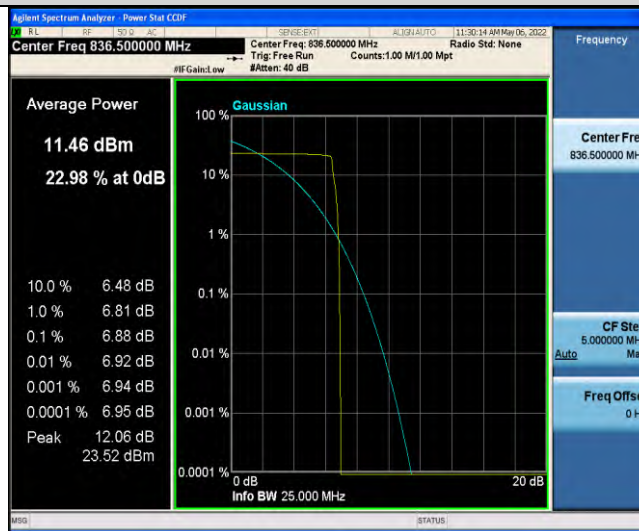 Agilent Spectrum Analyzer - Power Stat CCDF
RL RF 50 Ω AC SENSE:EXT ALIGN AUTO 11:30:14 AM May 06, 2022
Center Freq 836.500000 MHz
Center Freq: 836.500000 MHz Radio Std: None
Trig: Free Run Counts:1.00 M/1.00 Mpt
#IFGain:Low #Atten: 40 dB
Frequency
Average Power
11.46 dBm
22.98 % at 0dB
10.0 % 6.48 dB
1.0 % 6.81 dB
0.1 % 6.88 dB
0.01 % 6.92 dB
0.001 % 6.94 dB
0.0001 % 6.95 dB
Peak 12.06 dB
23.52 dBm
Gaussian
100 %
10 %
1 %
0.1 %
0.01 %
0.001 %
0.0001 %
0 dB 20 dB
Info BW 25.000 MHz
Center Fre
836.500000 MH
CF Ste
5.000000 MH
Auto Ma
Freq Offse
0 H
MSG STATUS